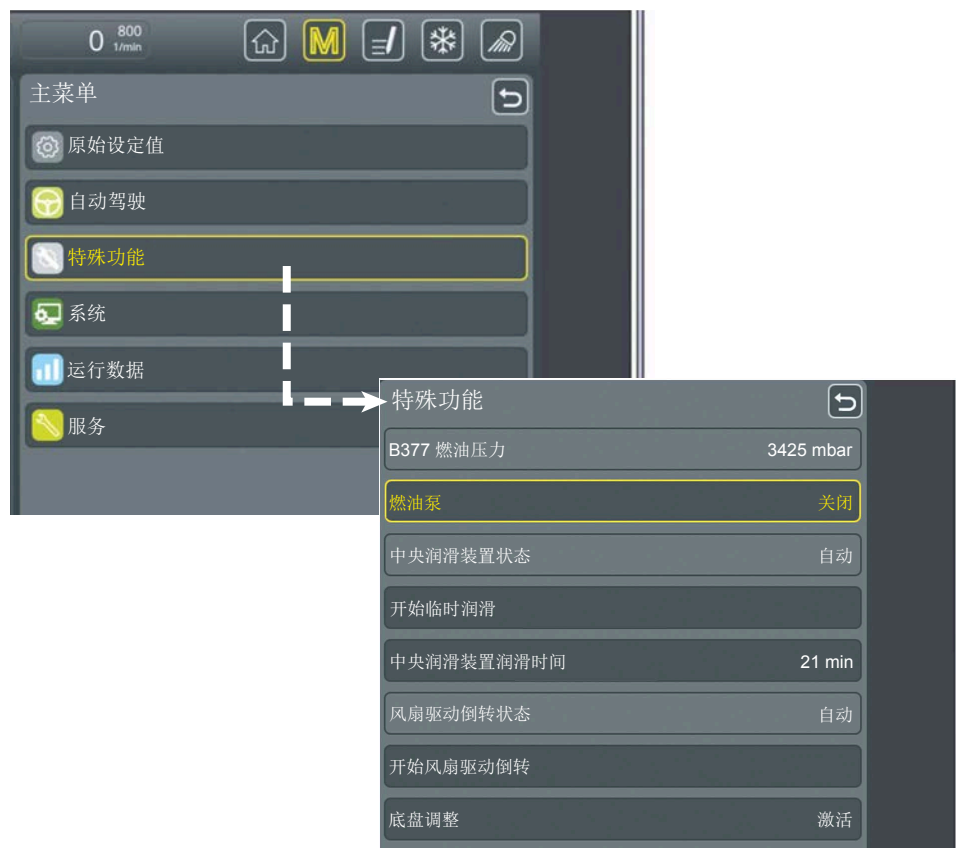 0 800 1/min
M
主菜单
原始设定值
自动驾驶
特殊功能
系统
运行数据
服务
特殊功能
B377 燃油压力 3425 mbar
燃油泵 关闭
中央润滑装置状态 自动
开始临时润滑
中央润滑装置润滑时间 21 min
风扇驱动倒转状态 自动
开始风扇驱动倒转
底盘调整 激活